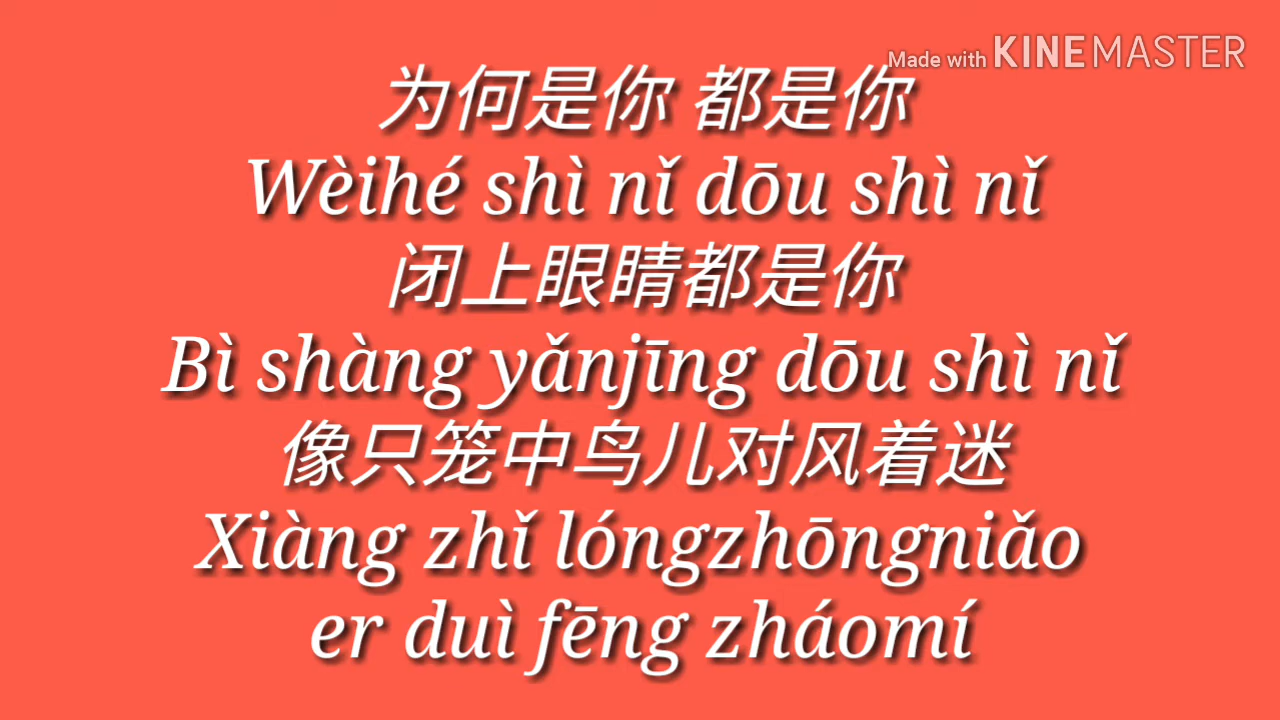 Made with KINEMASTER
为何是你 都是你
Wèihé shì nǐ dōu shì nǐ
闭上眼睛都是你
Bì shàng yǎnjīng dōu shì nǐ
像只笼中鸟儿对风着迷
Xiàng zhǐ lóngzhōngniǎo
er duì fēng zháomí